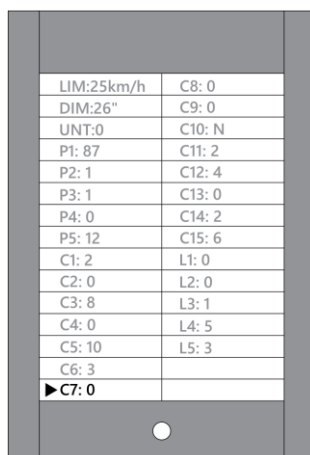 LIM:25km/h
DIM:26"
UNT:0
P1: 87
P2: 1
P3: 1
P4: 0
P5: 12
C1: 2
C2: 0
C3: 8
C4: 0
C5: 10
C6: 3
▶C7: 0
C8: 0
C9: 0
C10: N
C11: 2
C12: 4
C13: 0
C14: 2
C15: 6
L1: 0
L2: 0
L3: 1
L4: 5
L5: 3